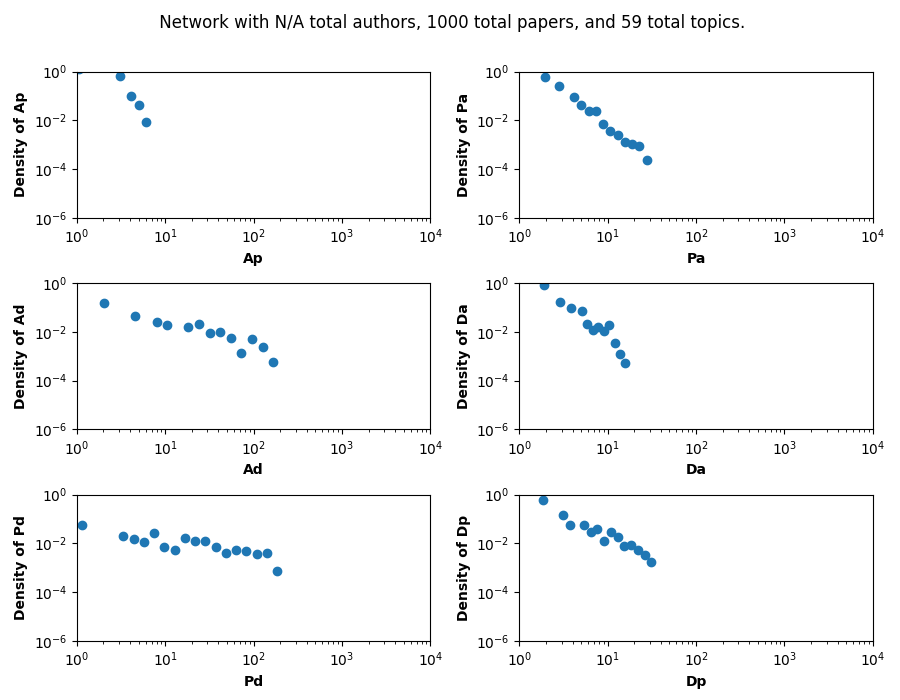 Network with N/A total authors, 1000 total papers, and 59 total topics.
10^0
10^-2
10^-4
10^-6
Density of Ap
10^0 10^1 10^2 10^3 10^4
Ap
10^0
10^-2
10^-4
10^-6
Density of Pa
10^0 10^1 10^2 10^3 10^4
Pa
10^0
10^-2
10^-4
10^-6
Density of Ad
10^0 10^1 10^2 10^3 10^4
Ad
10^0
10^-2
10^-4
10^-6
Density of Da
10^0 10^1 10^2 10^3 10^4
Da
10^0
10^-2
10^-4
10^-6
Density of Pd
10^0 10^1 10^2 10^3 10^4
Pd
10^0
10^-2
10^-4
10^-6
Density of Dp
10^0 10^1 10^2 10^3 10^4
Dp